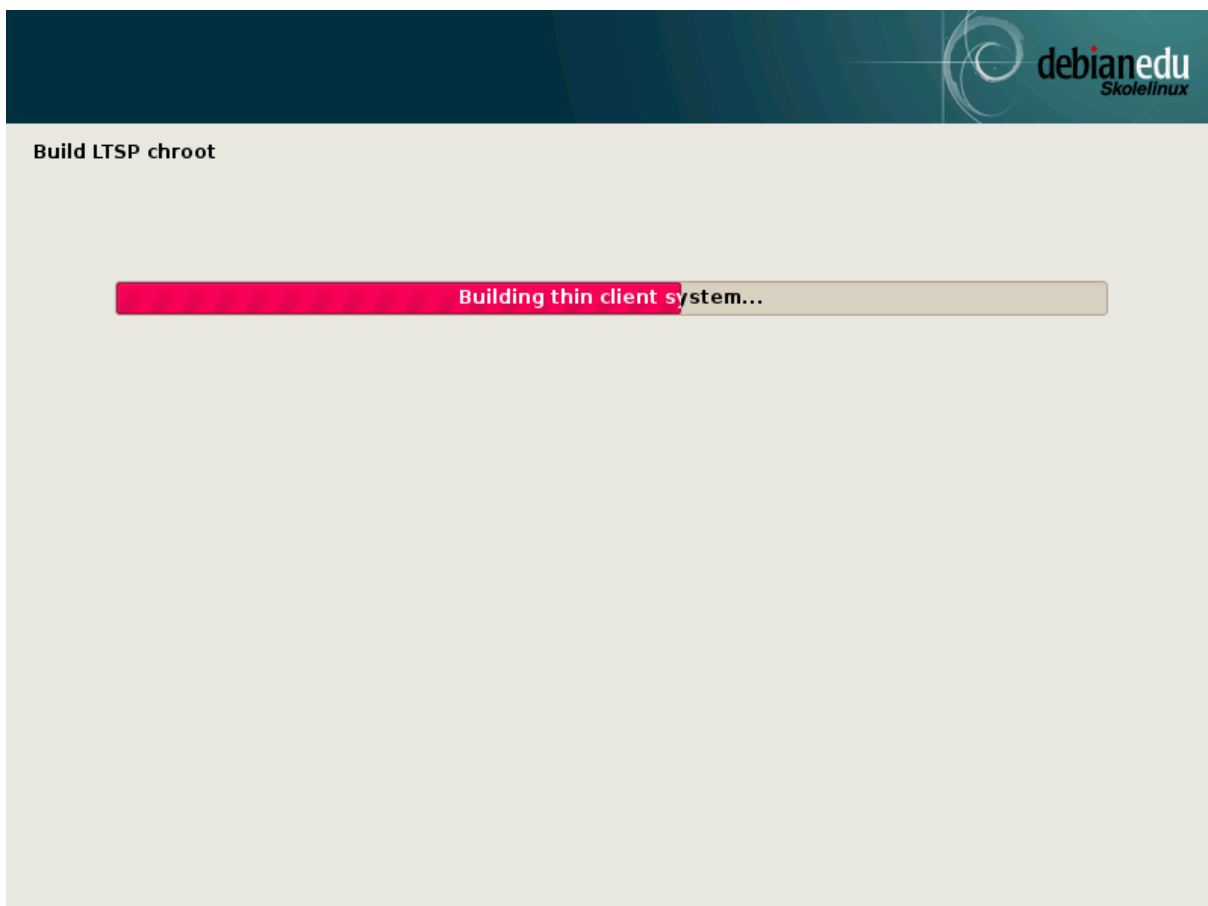 debianedu
Skolelinux
Build LTSP chroot
Building thin client system...